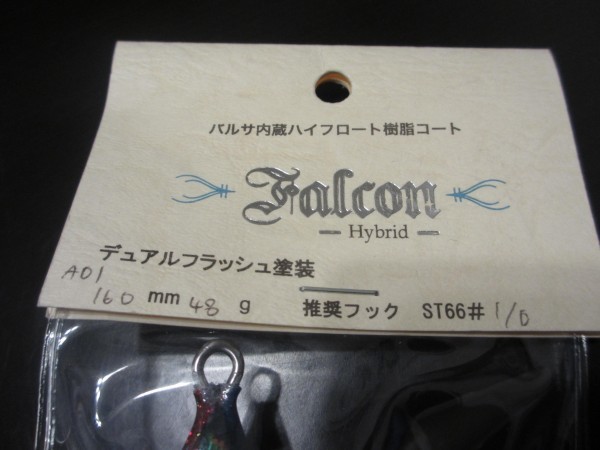 バルサ内蔵ハイフロート樹脂コート
Falcon
Hybrid
デュアルフラッシュ塗装
A01
160 mm 48 g 推奨フック ST66# 1/0